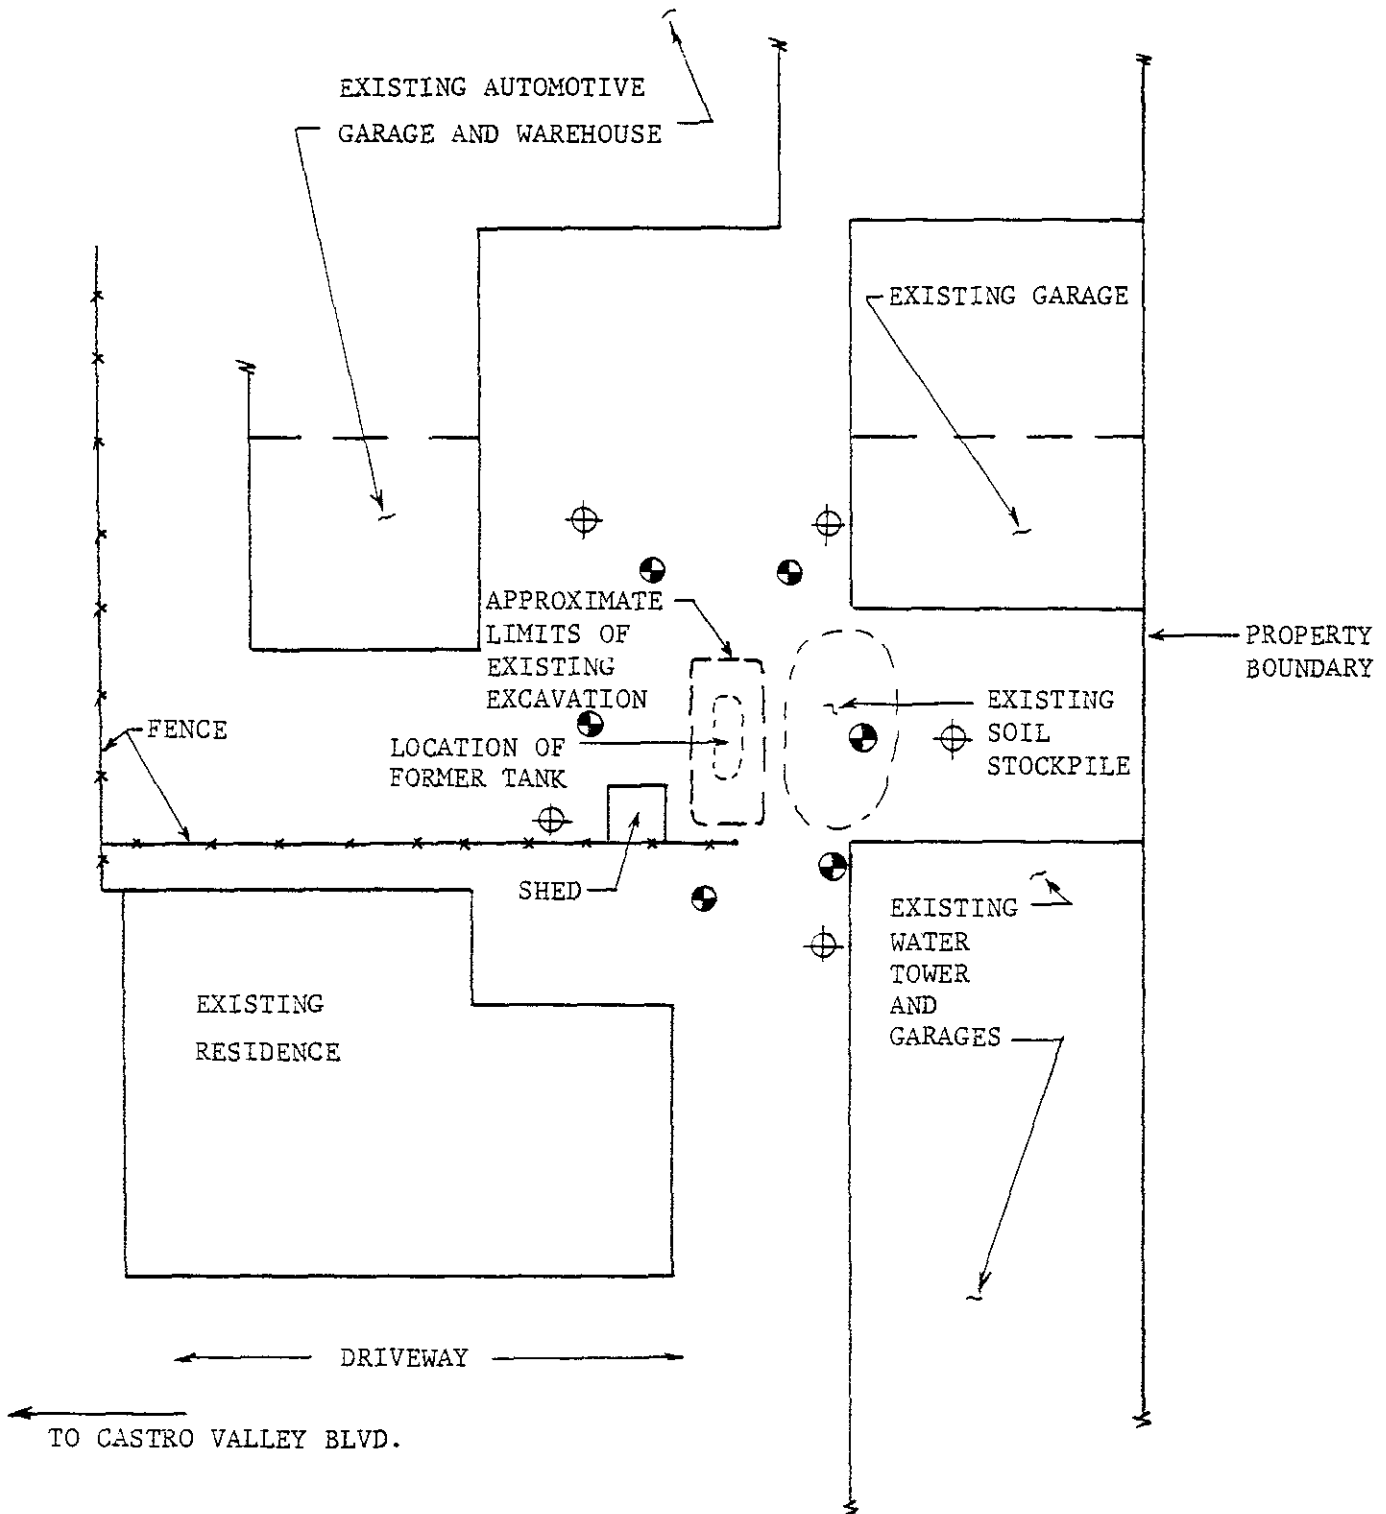 EXISTING AUTOMOTIVE
GARAGE AND WAREHOUSE
EXISTING GARAGE
APPROXIMATE
LIMITS OF
EXISTING
EXCAVATION
PROPERTY
BOUNDARY
EXISTING
SOIL
STOCKPILE
FENCE
LOCATION OF
FORMER TANK
SHED
EXISTING
WATER
TOWER
AND
GARAGES
EXISTING
RESIDENCE
DRIVEWAY
TO CASTRO VALLEY BLVD.